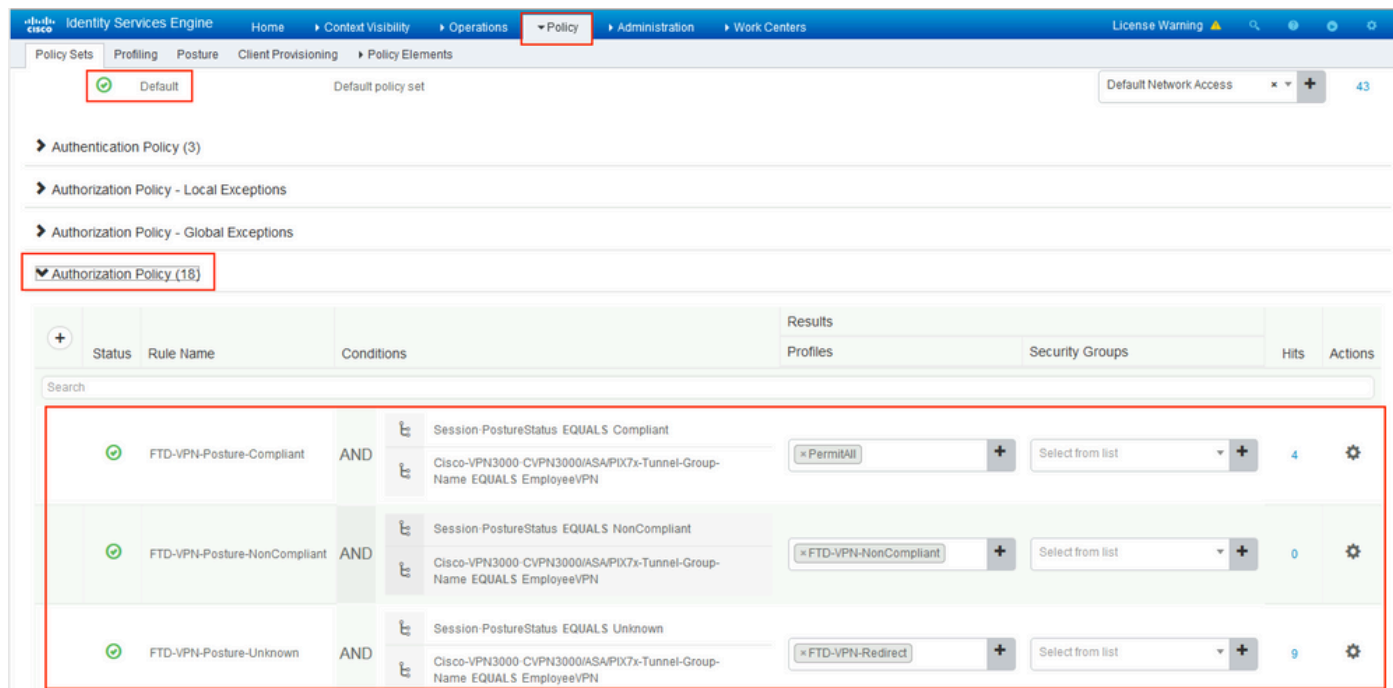 cisco Identity Services Engine Home Context Visibility Operations Policy Administration Work Centers License Warning
Policy Sets Profiling Posture Client Provisioning Policy Elements
Default Default policy set Default Network Access × + 43
Authentication Policy (3)
Authorization Policy - Local Exceptions
Authorization Policy - Global Exceptions
Authorization Policy (18)
Results
+ Status Rule Name Conditions Profiles Security Groups Hits Actions
Search
Session·PostureStatus EQUALS Compliant
FTD-VPN-Posture-Compliant AND × PermitAll + Select from list + 4
Cisco-VPN3000·CVPN3000/ASA/PIX7x-Tunnel-Group-
Name EQUALS EmployeeVPN
Session·PostureStatus EQUALS NonCompliant
FTD-VPN-Posture-NonCompliant AND × FTD-VPN-NonCompliant + Select from list + 0
Cisco-VPN3000·CVPN3000/ASA/PIX7x-Tunnel-Group-
Name EQUALS EmployeeVPN
Session·PostureStatus EQUALS Unknown
FTD-VPN-Posture-Unknown AND × FTD-VPN-Redirect + Select from list + 9
Cisco-VPN3000·CVPN3000/ASA/PIX7x-Tunnel-Group-
Name EQUALS EmployeeVPN